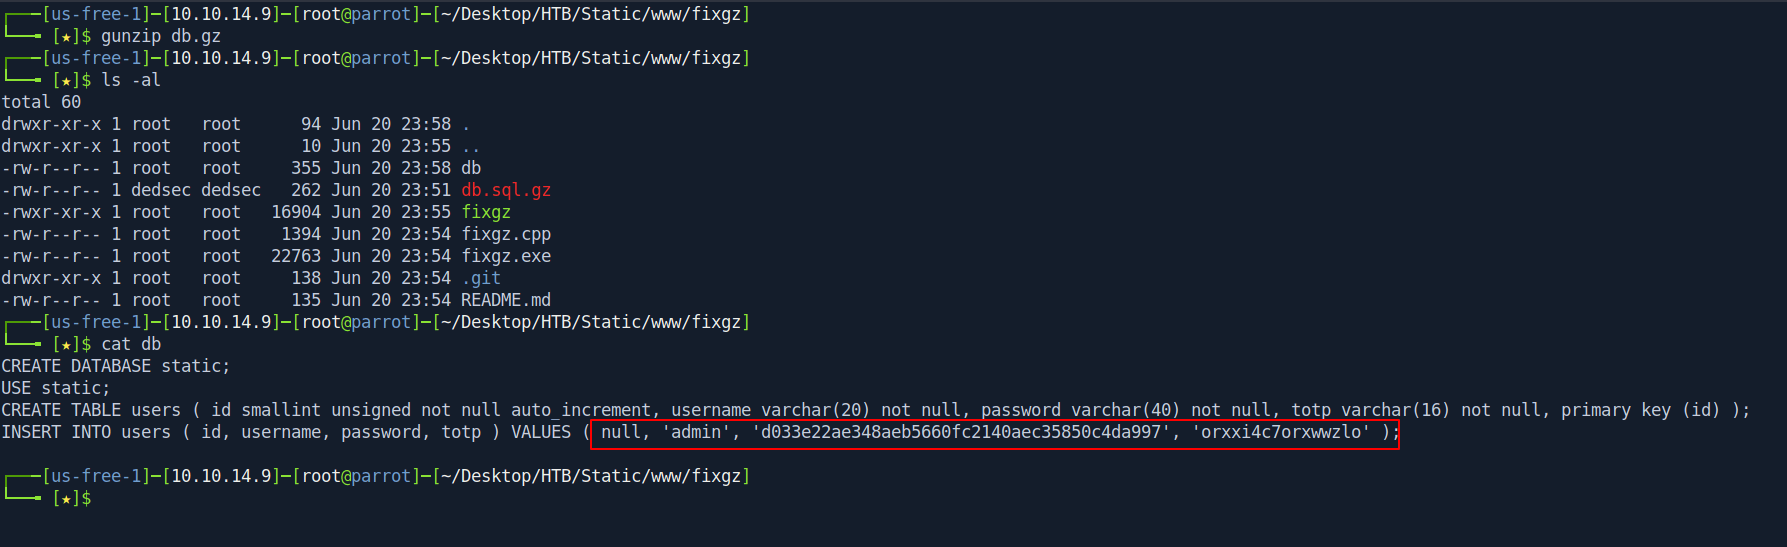 ┌──[us-free-1]─[10.10.14.9]─[root@parrot]─[~/Desktop/HTB/Static/www/fixgz]
└──╼ [★]$ gunzip db.gz
┌──[us-free-1]─[10.10.14.9]─[root@parrot]─[~/Desktop/HTB/Static/www/fixgz]
└──╼ [★]$ ls -al
total 60
drwxr-xr-x 1 root   root      94 Jun 20 23:58 .
drwxr-xr-x 1 root   root      10 Jun 20 23:55 ..
-rw-r--r-- 1 root   root     355 Jun 20 23:58 db
-rw-r--r-- 1 dedsec dedsec   262 Jun 20 23:51 db.sql.gz
-rwxr-xr-x 1 root   root   16904 Jun 20 23:55 fixgz
-rw-r--r-- 1 root   root    1394 Jun 20 23:54 fixgz.cpp
-rw-r--r-- 1 root   root   22763 Jun 20 23:54 fixgz.exe
drwxr-xr-x 1 root   root     138 Jun 20 23:54 .git
-rw-r--r-- 1 root   root     135 Jun 20 23:54 README.md
┌──[us-free-1]─[10.10.14.9]─[root@parrot]─[~/Desktop/HTB/Static/www/fixgz]
└──╼ [★]$ cat db
CREATE DATABASE static;
USE static;
CREATE TABLE users ( id smallint unsigned not null auto_increment, username varchar(20) not null, password varchar(40) not null, totp varchar(16) not null, primary key (id) );
INSERT INTO users ( id, username, password, totp ) VALUES ( null, 'admin', 'd033e22ae348aeb5660fc2140aec35850c4da997', 'orxxi4c7orxwwzlo' );
┌──[us-free-1]─[10.10.14.9]─[root@parrot]─[~/Desktop/HTB/Static/www/fixgz]
└──╼ [★]$